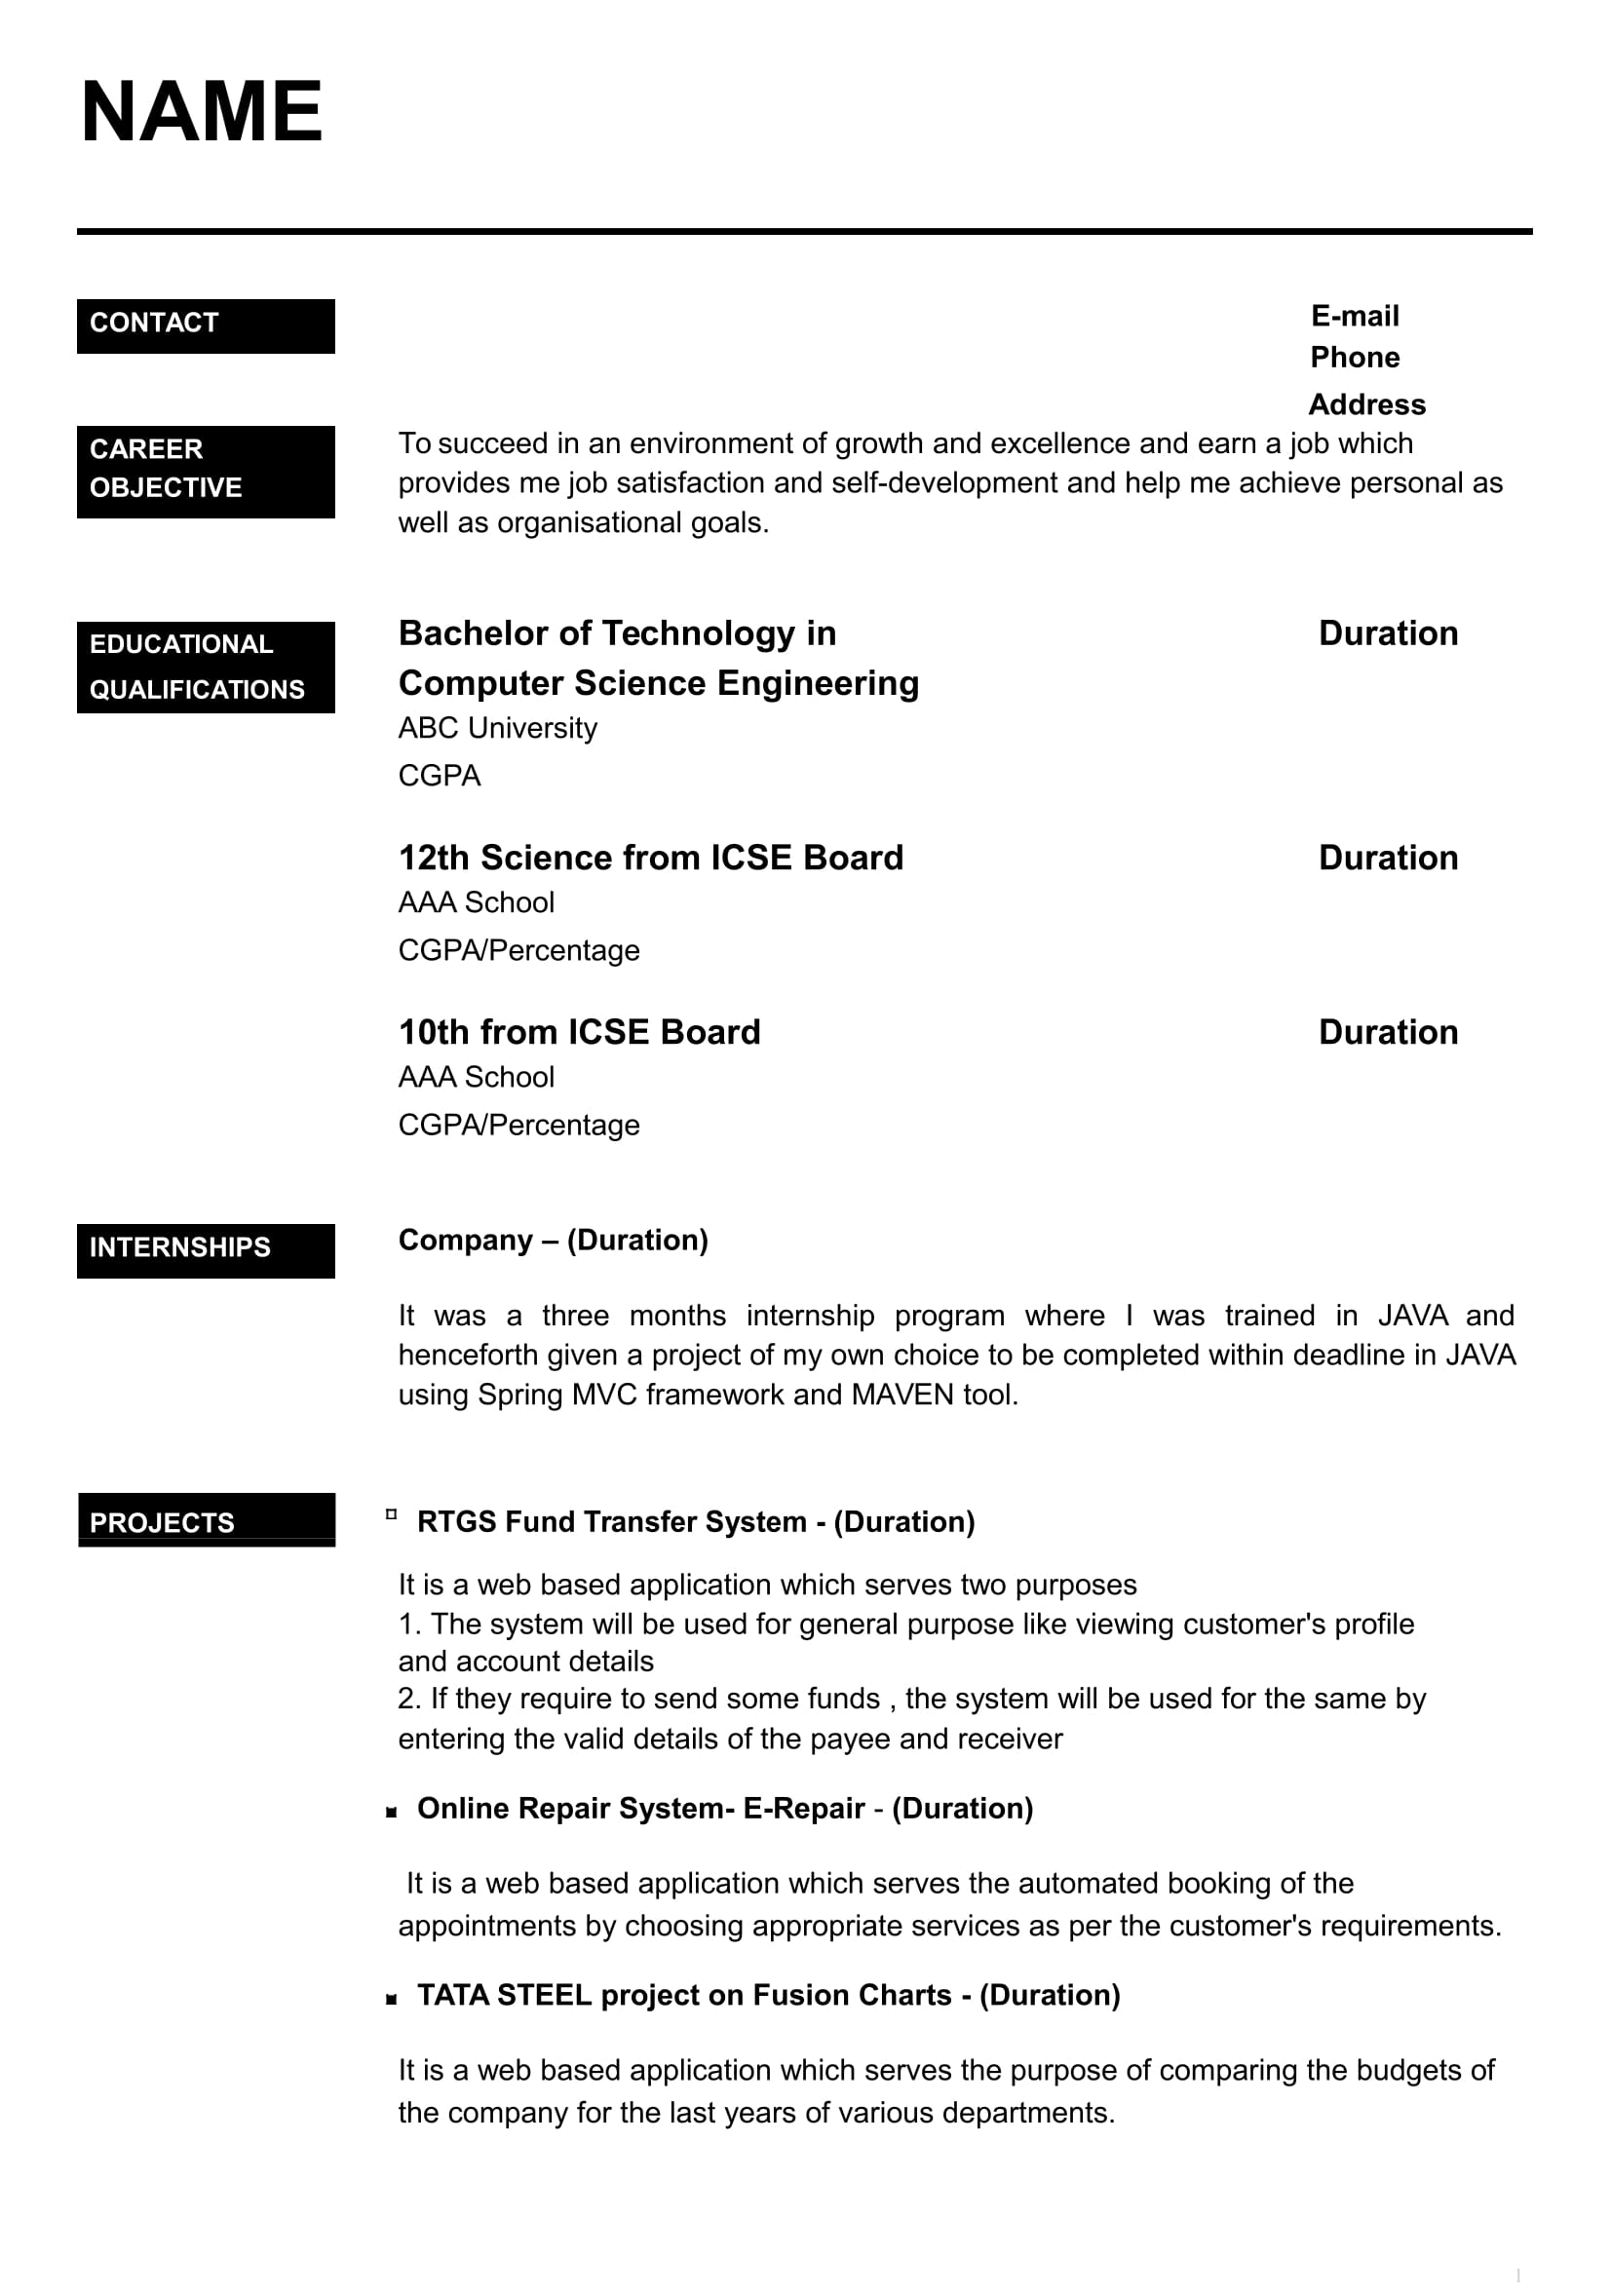 NAME
CONTACT
E-mail
Phone
Address
CAREER
OBJECTIVE
To succeed in an environment of growth and excellence and earn a job which
provides me job satisfaction and self-development and help me achieve personal as
well as organisational goals.
EDUCATIONAL
QUALIFICATIONS
Bachelor of Technology in Duration
Computer Science Engineering
ABC University
CGPA
12th Science from ICSE Board Duration
AAA School
CGPA/Percentage
10th from ICSE Board Duration
AAA School
CGPA/Percentage
INTERNSHIPS
Company – (Duration)
It was a three months internship program where I was trained in JAVA and
henceforth given a project of my own choice to be completed within deadline in JAVA
using Spring MVC framework and MAVEN tool.
PROJECTS
RTGS Fund Transfer System - (Duration)
It is a web based application which serves two purposes
1. The system will be used for general purpose like viewing customer's profile
and account details
2. If they require to send some funds , the system will be used for the same by
entering the valid details of the payee and receiver
Online Repair System- E-Repair - (Duration)
It is a web based application which serves the automated booking of the
appointments by choosing appropriate services as per the customer's requirements.
TATA STEEL project on Fusion Charts - (Duration)
It is a web based application which serves the purpose of comparing the budgets of
the company for the last years of various departments.
1